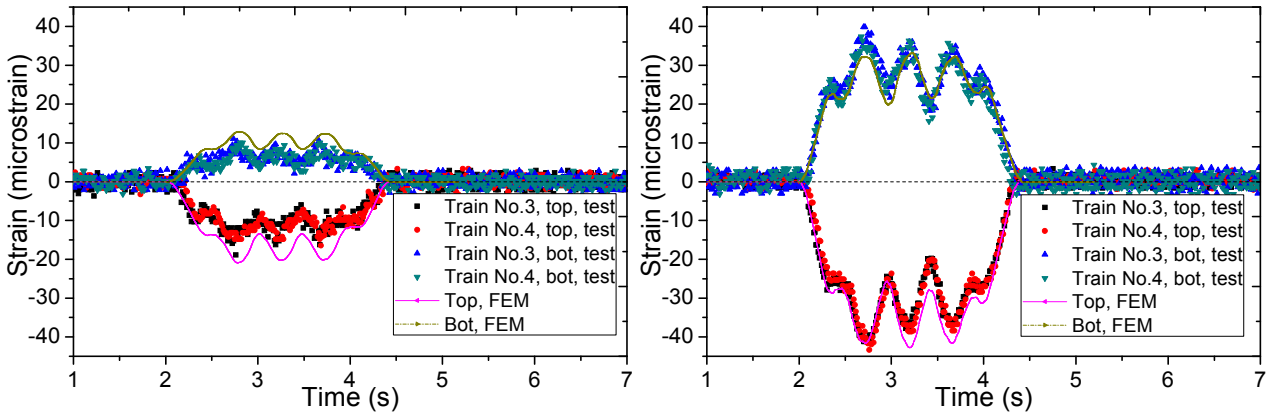 40
30
20
10
0
-10
-20
-30
-40
Strain (microstrain)
1
2
3
4
5
6
7
Time (s)
Train No.3, top, test
Train No.4, top, test
Train No.3, bot, test
Train No.4, bot, test
Top, FEM
Bot, FEM
40
30
20
10
0
-10
-20
-30
-40
Strain (microstrain)
1
2
3
4
5
6
7
Time (s)
Train No.3, top, test
Train No.4, top, test
Train No.3, bot, test
Train No.4, bot, test
Top, FEM
Bot, FEM